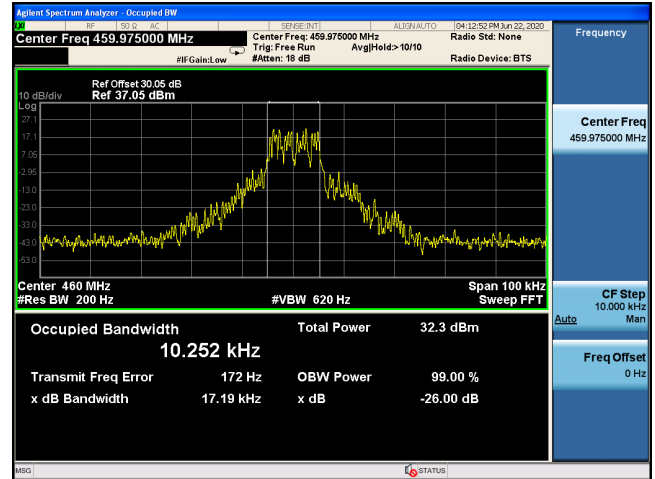 Agilent Spectrum Analyzer - Occupied BW
RF 50 Ω AC SENSE:INT ALIGN AUTO 04:12:52 PM Jun 22, 2020
Center Freq 459.975000 MHz
Center Freq: 459.975000 MHz Radio Std: None
Trig: Free Run Avg|Hold:>10/10
#IFGain:Low #Atten: 18 dB Radio Device: BTS
Ref Offset 30.05 dB
10 dB/div Ref 37.05 dBm
Log
27.1
17.1
7.05
-2.95
-13.0
-23.0
-33.0
-43.0
-53.0
Center 460 MHz Span 100 kHz
#Res BW 200 Hz #VBW 620 Hz Sweep FFT
Occupied Bandwidth Total Power 32.3 dBm
10.252 kHz
Transmit Freq Error 172 Hz OBW Power 99.00 %
x dB Bandwidth 17.19 kHz x dB -26.00 dB
MSG STATUS
Frequency
Center Freq
459.975000 MHz
CF Step
10.000 kHz
Auto Man
Freq Offset
0 Hz